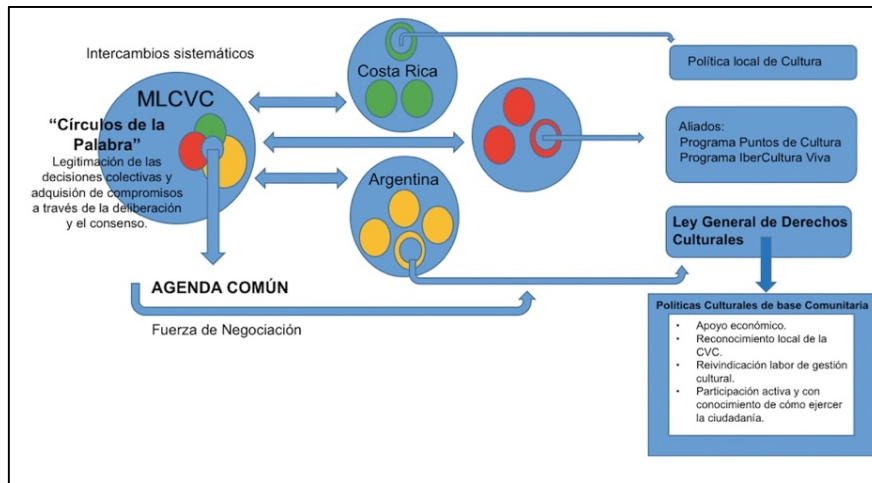 Intercambios sistemáticos
MLCVC
“Círculos de la
Palabra”
Legitimación de las
decisiones colectivas y
adquisión de compromisos
a través de la deliberación
y el consenso.
AGENDA COMÚN
Fuerza de Negociación
Costa Rica
Argentina
Política local de Cultura
Aliados:
Programa Puntos de Cultura
Programa IberCultura Viva
Ley General de Derechos
Culturales
Políticas Culturales de base Comunitaria
• Apoyo económico.
• Reconocimiento local de la
CVC.
• Reivindicación labor de gestión
cultural.
• Participación activa y con
conocimiento de cómo ejercer
la ciudadanía.